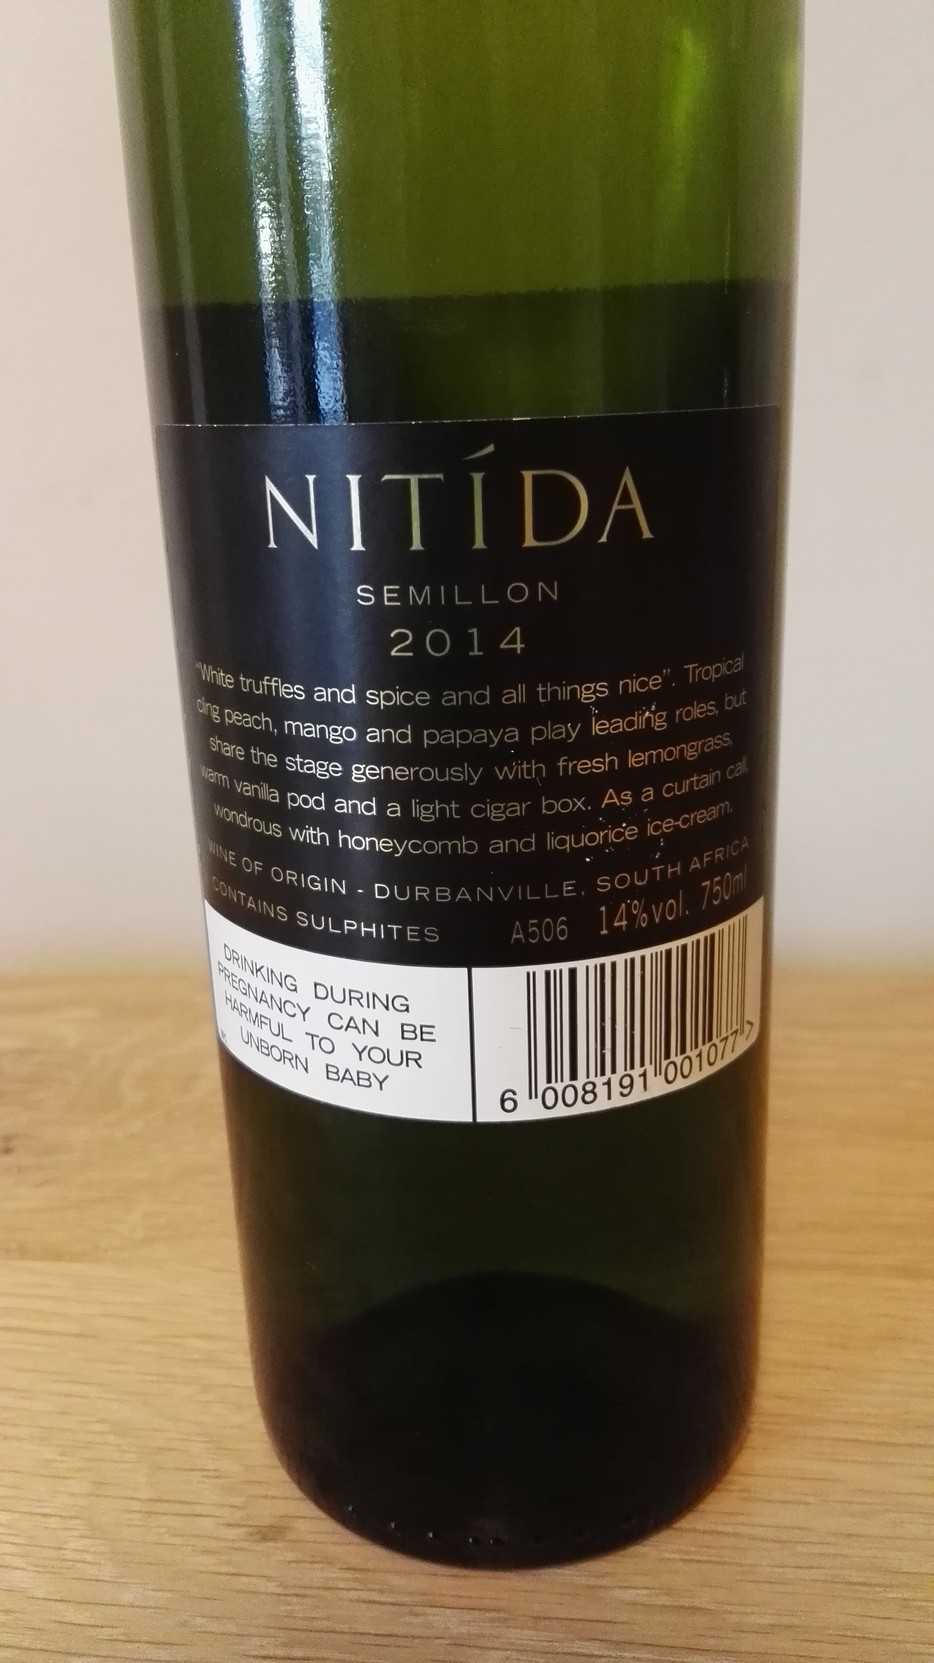 NITÍDA
SEMILLON
2014
"White truffles and spice and all things nice". Tropical
cling peach, mango and papaya play leading roles, but
share the stage generously with fresh lemongrass,
warm vanilla pod and a light cigar box. As a curtain call,
wondrous with honeycomb and liquorice ice-cream.
WINE OF ORIGIN - DURBANVILLE, SOUTH AFRICA
CONTAINS SULPHITES A506 14%vol. 750ml
DRINKING DURING
PREGNANCY CAN BE
HARMFUL TO YOUR
UNBORN BABY
6 008191 001077 >